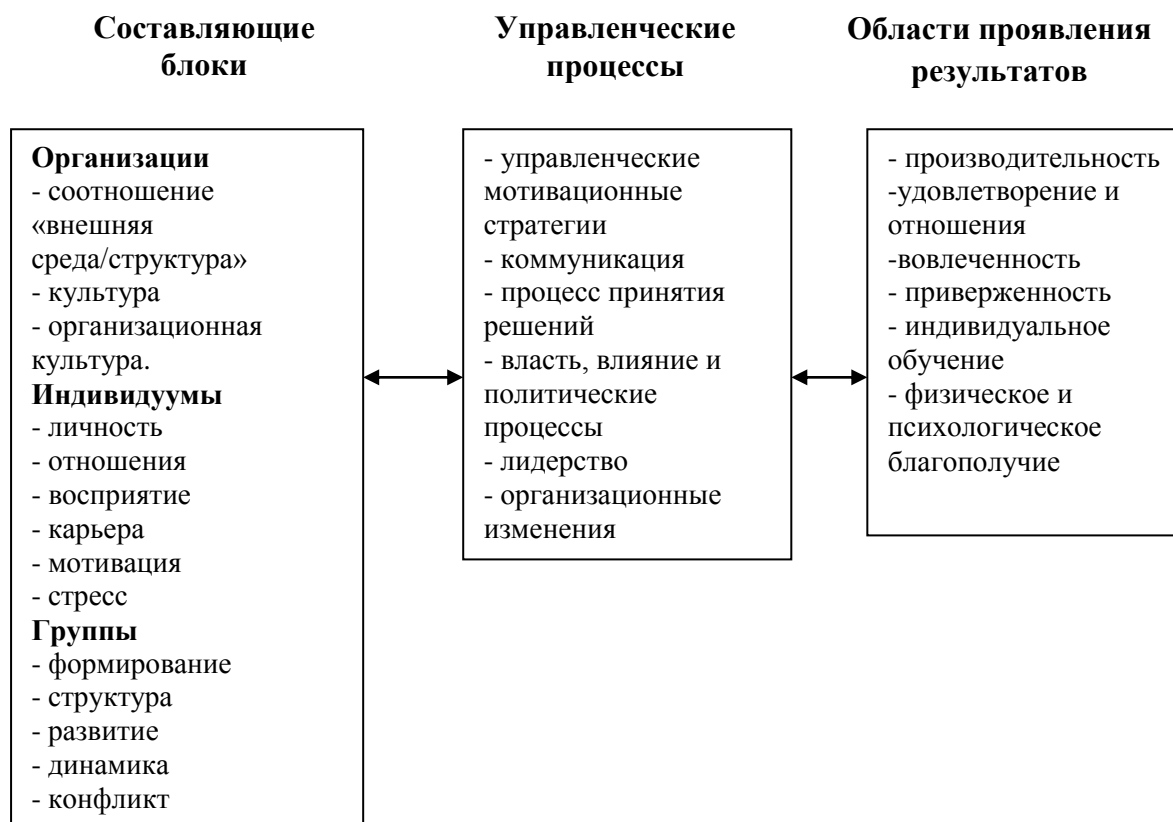 Составляющие
блоки
Управленческие
процессы
Области проявления
результатов
Организации
- соотношение
«внешняя
среда/структура»
- культура
- организационная
культура.
Индивидуумы
- личность
- отношения
- восприятие
- карьера
- мотивация
- стресс
Группы
- формирование
- структура
- развитие
- динамика
- конфликт
- управленческие
мотивационные
стратегии
- коммуникация
- процесс принятия
решений
- власть, влияние и
политические
процессы
- лидерство
- организационные
изменения
- производительность
-удовлетворение и
отношения
-вовлеченность
- приверженность
- индивидуальное
обучение
- физическое и
психологическое
благополучие